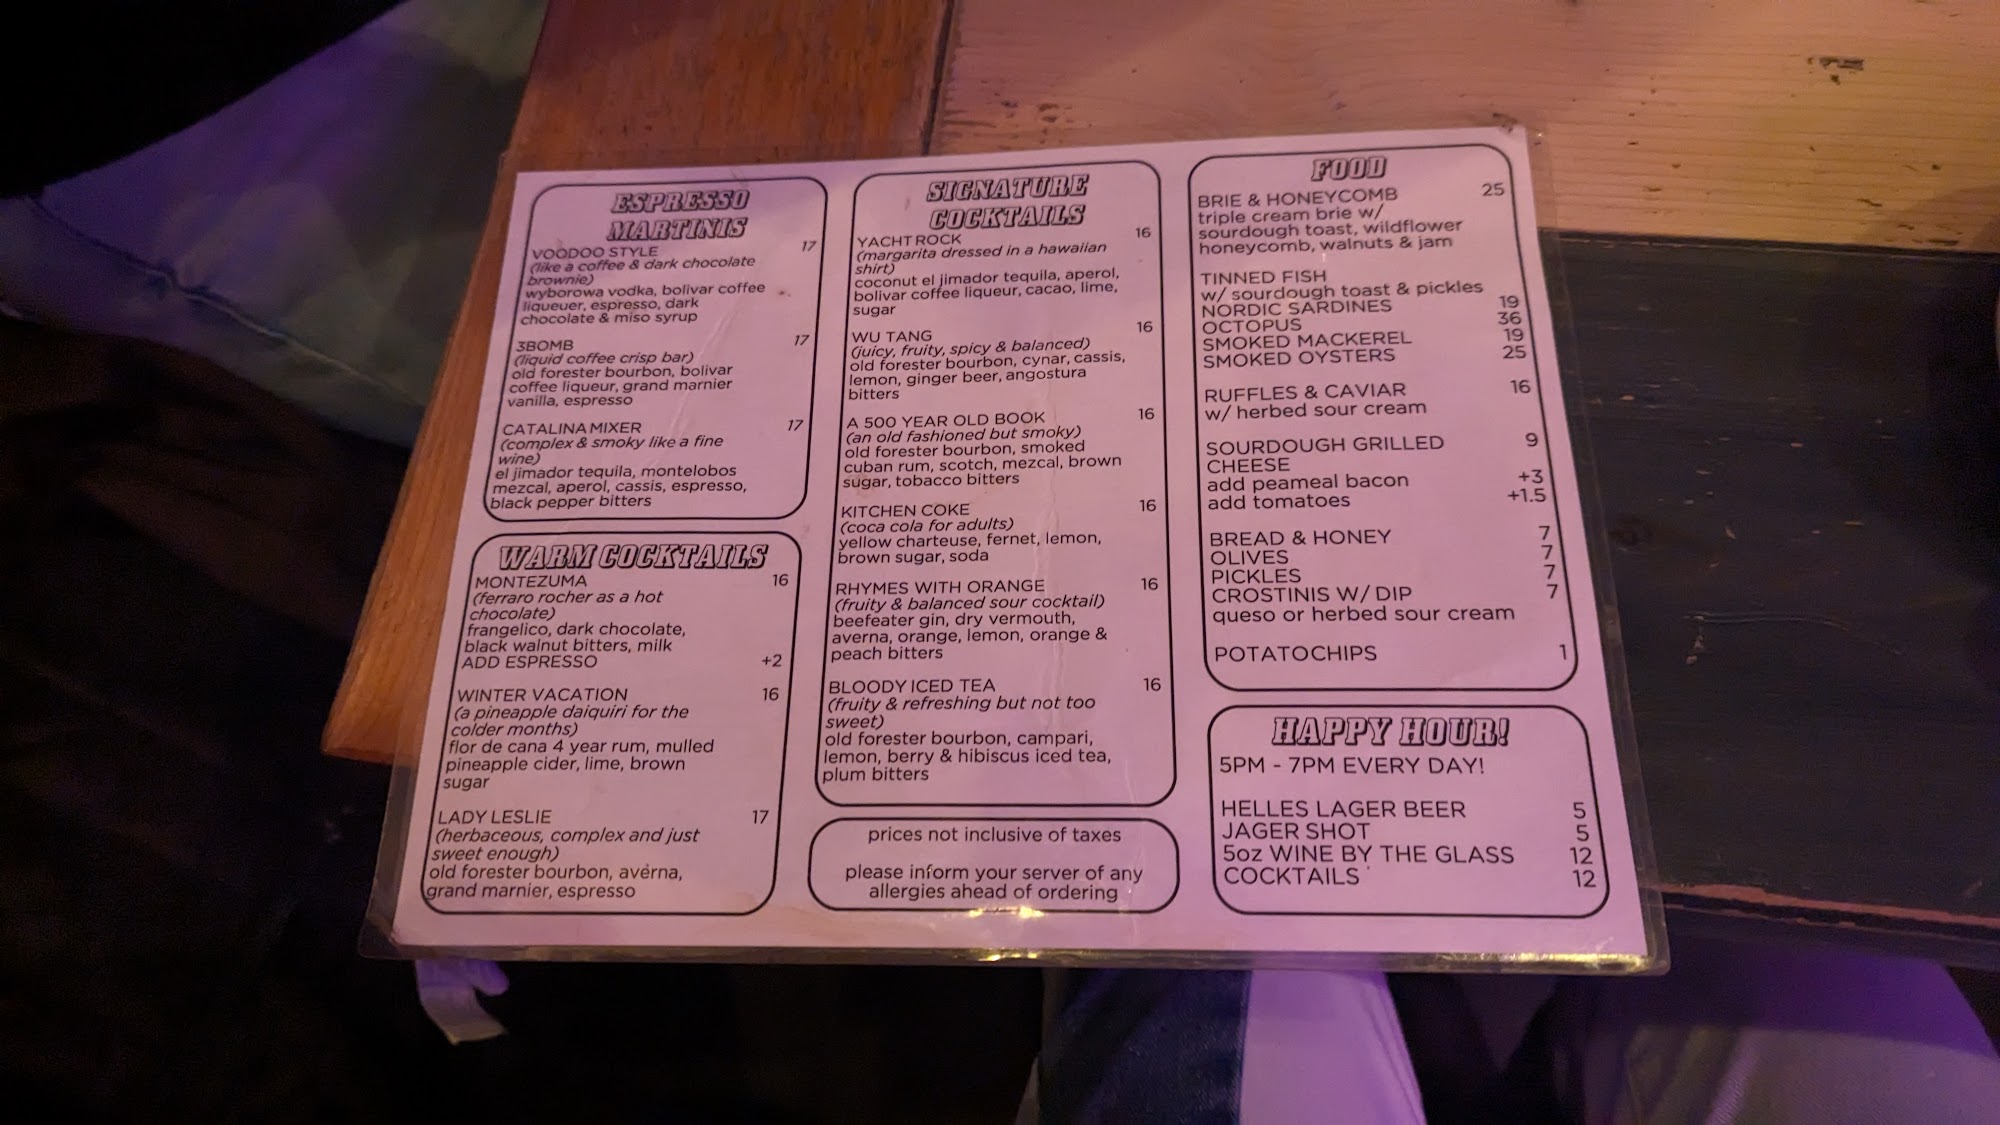 ESPRESSO
MARTINIS
VOODOO STYLE 17
(like a coffee & dark chocolate
brownie)
wyborowa vodka, bolivar coffee
liqueuer, espresso, dark
chocolate & miso syrup
3BOMB 17
(liquid coffee crisp bar)
old forester bourbon, bolivar
coffee liqueur, grand marnier
vanilla, espresso
CATALINA MIXER 17
(complex & smoky like a fine
wine)
el jimador tequila, montelobos
mezcal, aperol, cassis, espresso,
black pepper bitters
WARM COCKTAILS
MONTEZUMA 16
(ferraro rocher as a hot
chocolate)
frangelico, dark chocolate,
black walnut bitters, milk
ADD ESPRESSO +2
WINTER VACATION 16
(a pineapple daiquiri for the
colder months)
flor de cana 4 year rum, mulled
pineapple cider, lime, brown
sugar
LADY LESLIE 17
(herbaceous, complex and just
sweet enough)
old forester bourbon, averna,
grand marnier, espresso
SIGNATURE
COCKTAILS
YACHT ROCK 16
(margarita dressed in a hawaiian
shirt)
coconut el jimador tequila, aperol,
bolivar coffee liqueur, cacao, lime,
sugar
WU TANG 16
(juicy, fruity, spicy & balanced)
old forester bourbon, cynar, cassis,
lemon, ginger beer, angostura
bitters
A 500 YEAR OLD BOOK 16
(an old fashioned but smoky)
old forester bourbon, smoked
cuban rum, scotch, mezcal, brown
sugar, tobacco bitters
KITCHEN COKE 16
(coca cola for adults)
yellow charteuse, fernet, lemon,
brown sugar, soda
RHYMES WITH ORANGE 16
(fruity & balanced sour cocktail)
beefeater gin, dry vermouth,
averna, orange, lemon, orange &
peach bitters
BLOODY ICED TEA 16
(fruity & refreshing but not too
sweet)
old forester bourbon, campari,
lemon, berry & hibiscus iced tea,
plum bitters
prices not inclusive of taxes
please inform your server of any
allergies ahead of ordering
FOOD
BRIE & HONEYCOMB 25
triple cream brie w/
sourdough toast, wildflower
honeycomb, walnuts & jam
TINNED FISH
w/ sourdough toast & pickles
NORDIC SARDINES 19
OCTOPUS 36
SMOKED MACKEREL 19
SMOKED OYSTERS 25
RUFFLES & CAVIAR 16
w/ herbed sour cream
SOURDOUGH GRILLED 9
CHEESE
add peameal bacon +3
add tomatoes +1.5
BREAD & HONEY 7
OLIVES 7
PICKLES 7
CROSTINIS W/ DIP 7
queso or herbed sour cream
POTATOCHIPS 1
HAPPY HOUR!
5PM - 7PM EVERY DAY!
HELLES LAGER BEER 5
JAGER SHOT 5
5oz WINE BY THE GLASS 12
COCKTAILS 12